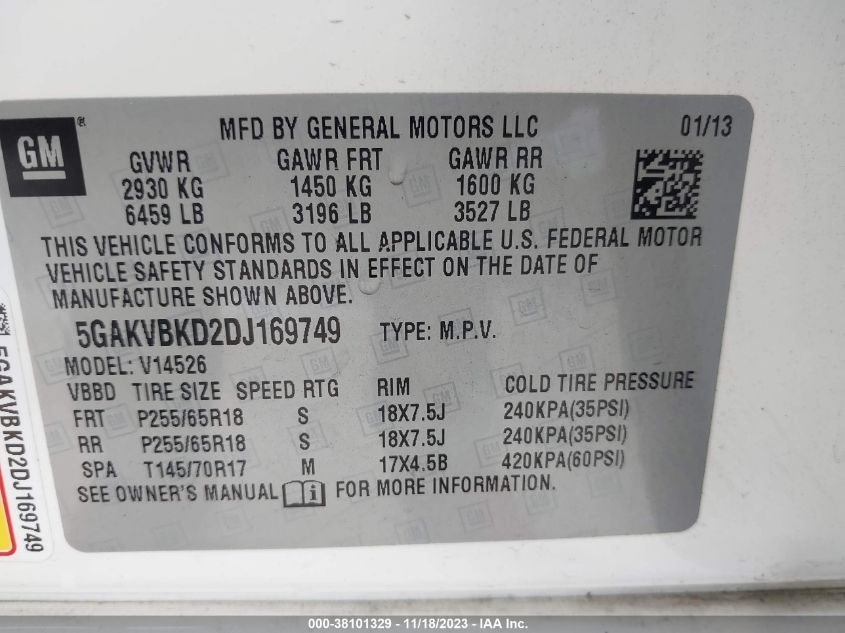 GM
®
MFD BY GENERAL MOTORS LLC
01/13
GVWR GAWR FRT GAWR RR
2930 KG 1450 KG 1600 KG
6459 LB 3196 LB 3527 LB
THIS VEHICLE CONFORMS TO ALL APPLICABLE U.S. FEDERAL MOTOR
VEHICLE SAFETY STANDARDS IN EFFECT ON THE DATE OF
MANUFACTURE SHOWN ABOVE.
5GAKVBKD2DJ169749 TYPE: M.P.V.
MODEL: V14526
VBBD TIRE SIZE SPEED RTG RIM COLD TIRE PRESSURE
FRT P255/65R18 S 18X7.5J 240KPA(35PSI)
RR P255/65R18 S 18X7.5J 240KPA(35PSI)
SPA T145/70R17 M 17X4.5B 420KPA(60PSI)
SEE OWNER'S MANUAL i FOR MORE INFORMATION.
5GAKVBKD2DJ169749
000-38101329 - 11/18/2023 - IAA Inc.